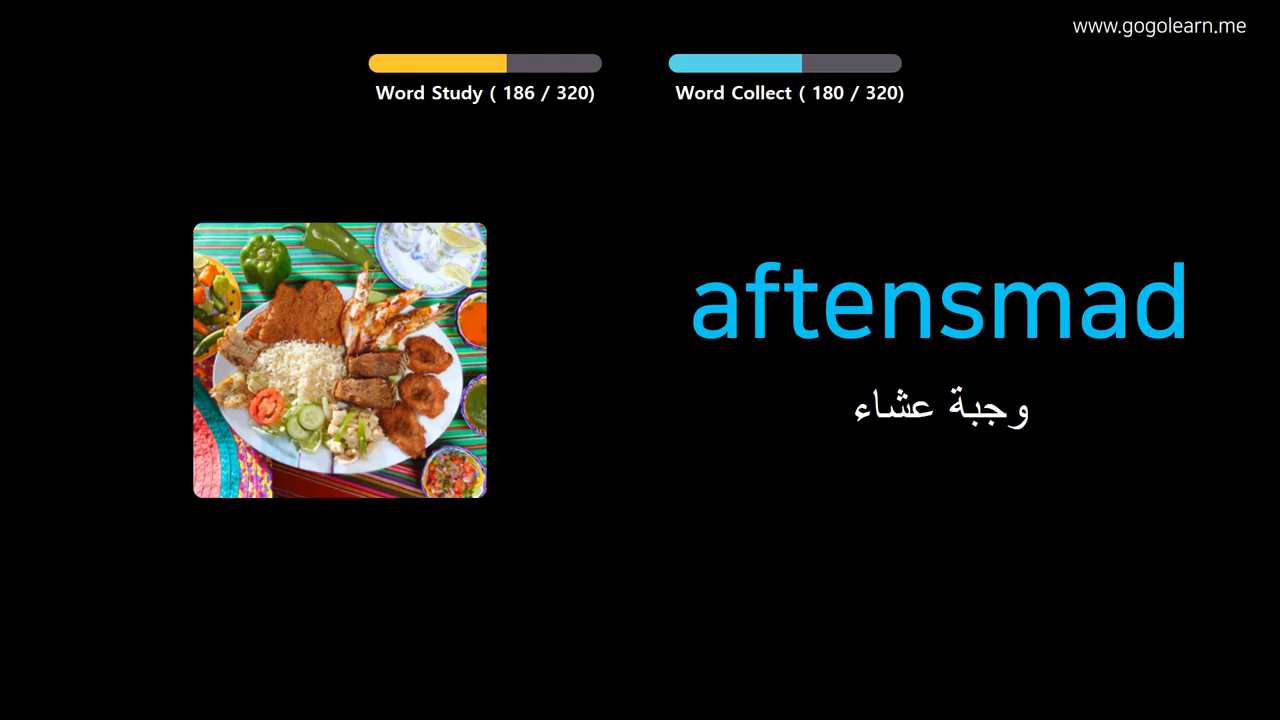 www.gogolearn.me
Word Study ( 186 / 320)
Word Collect ( 180 / 320)
aftensmad
وجبة عشاء